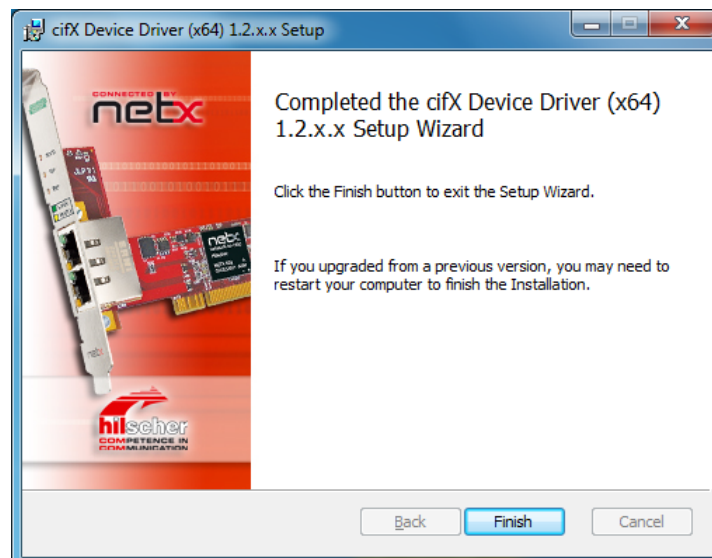 cifX Device Driver (x64) 1.2.x.x Setup
CONNECTED BY
netx
Completed the cifX Device Driver (x64)
1.2.x.x Setup Wizard
Click the Finish button to exit the Setup Wizard.
If you upgraded from a previous version, you may need to
restart your computer to finish the Installation.
netX
hilscher
COMPETENCE IN
COMMUNICATION
Back
Finish
Cancel